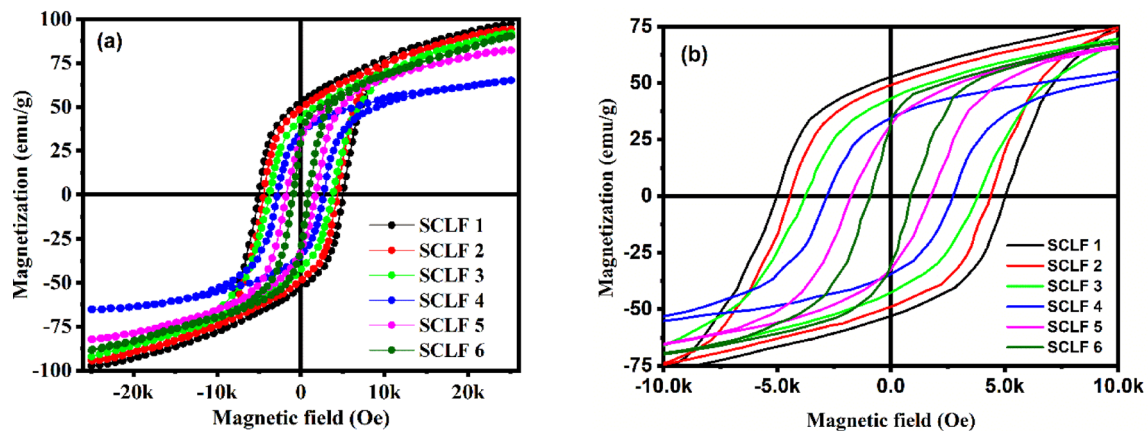 (a)
Magnetization (emu/g)
100
75
50
25
0
-25
-50
-75
-100
SCLF 1
SCLF 2
SCLF 3
SCLF 4
SCLF 5
SCLF 6
-20k -10k 0 10k 20k
Magnetic field (Oe)
(b)
Magnetization (emu/g)
75
50
25
0
-25
-50
-75
SCLF 1
SCLF 2
SCLF 3
SCLF 4
SCLF 5
SCLF 6
-10.0k -5.0k 0.0 5.0k 10.0k
Magnetic field (Oe)